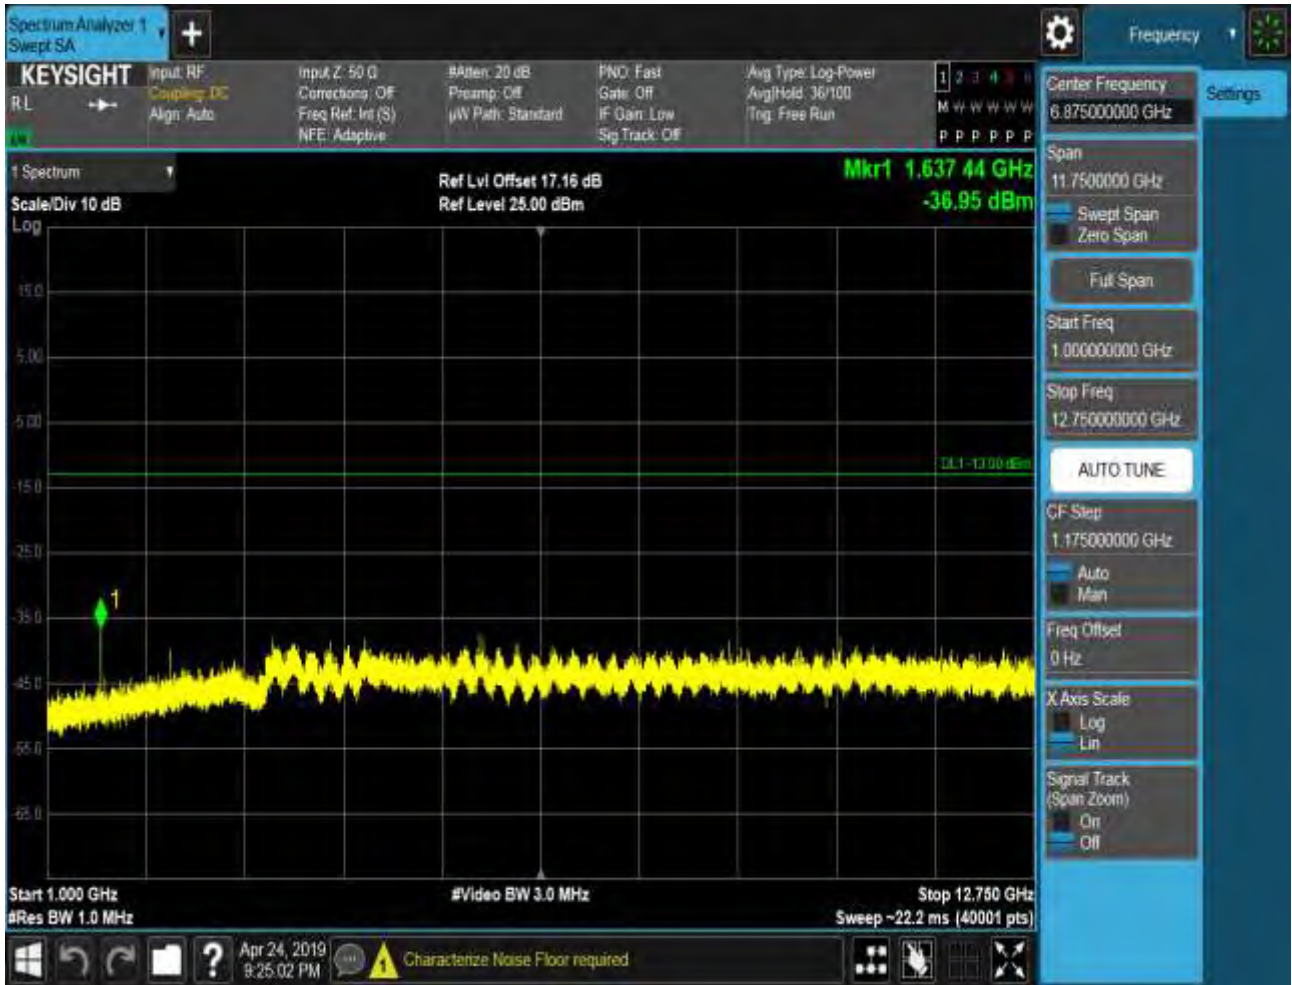 Spectrum Analyzer 1
Swept SA
Frequency
KEYSIGHT
RL
Input: RF
Coupling: DC
Align: Auto
Input Z: 50 Ω
Corrections: Off
Freq Ref: Int (S)
NFE: Adaptive
#Atten: 20 dB
Preamp: Off
µW Path: Standard
PNO: Fast
Gate: Off
IF Gain: Low
Sig Track: Off
Avg Type: Log-Power
Avg|Hold: 36/100
Trig: Free Run
1 2 3 4 5 6
M W W W W W
P P P P P P
Settings
Center Frequency
6.875000000 GHz
Span
11.7500000 GHz
Swept Span
Zero Span
Full Span
Start Freq
1.000000000 GHz
Stop Freq
12.750000000 GHz
AUTO TUNE
CF Step
1.175000000 GHz
Auto
Man
Freq Offset
0 Hz
X Axis Scale
Log
Lin
Signal Track
(Span Zoom)
On
Off
1 Spectrum
Scale/Div 10 dB
Log
Ref Lvl Offset 17.16 dB
Ref Level 25.00 dBm
Mkr1 1.637 44 GHz
-36.95 dBm
15.0
5.00
-5.00
DL1 -13.00 dBm
-15.0
-25.0
1
-35.0
-45.0
-55.0
-65.0
Start 1.000 GHz
#Video BW 3.0 MHz
Stop 12.750 GHz
#Res BW 1.0 MHz
Sweep ~22.2 ms (40001 pts)
?
Apr 24, 2019
9:25:02 PM
Characterize Noise Floor required